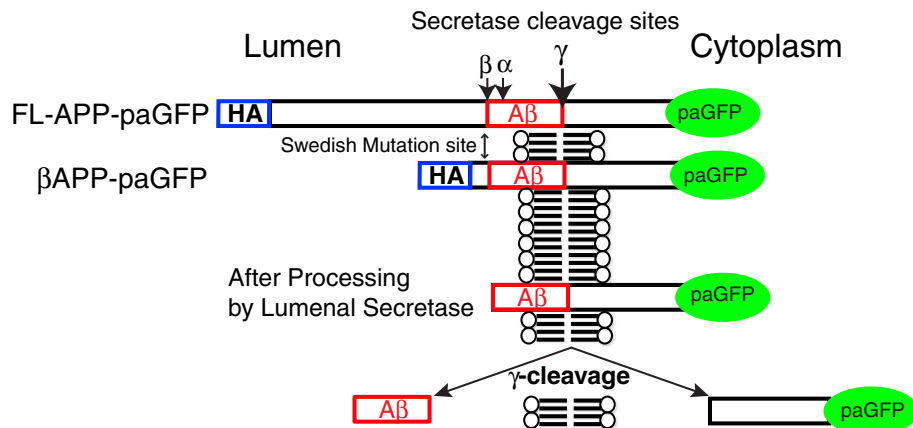 Secretase cleavage sites
Lumen
Cytoplasm
β α γ
FL-APP-paGFP
HA
Aβ
paGFP
Swedish Mutation site
βAPP-paGFP
HA
Aβ
paGFP
After Processing
by Lumenal Secretase
Aβ
paGFP
γ-cleavage
Aβ
paGFP